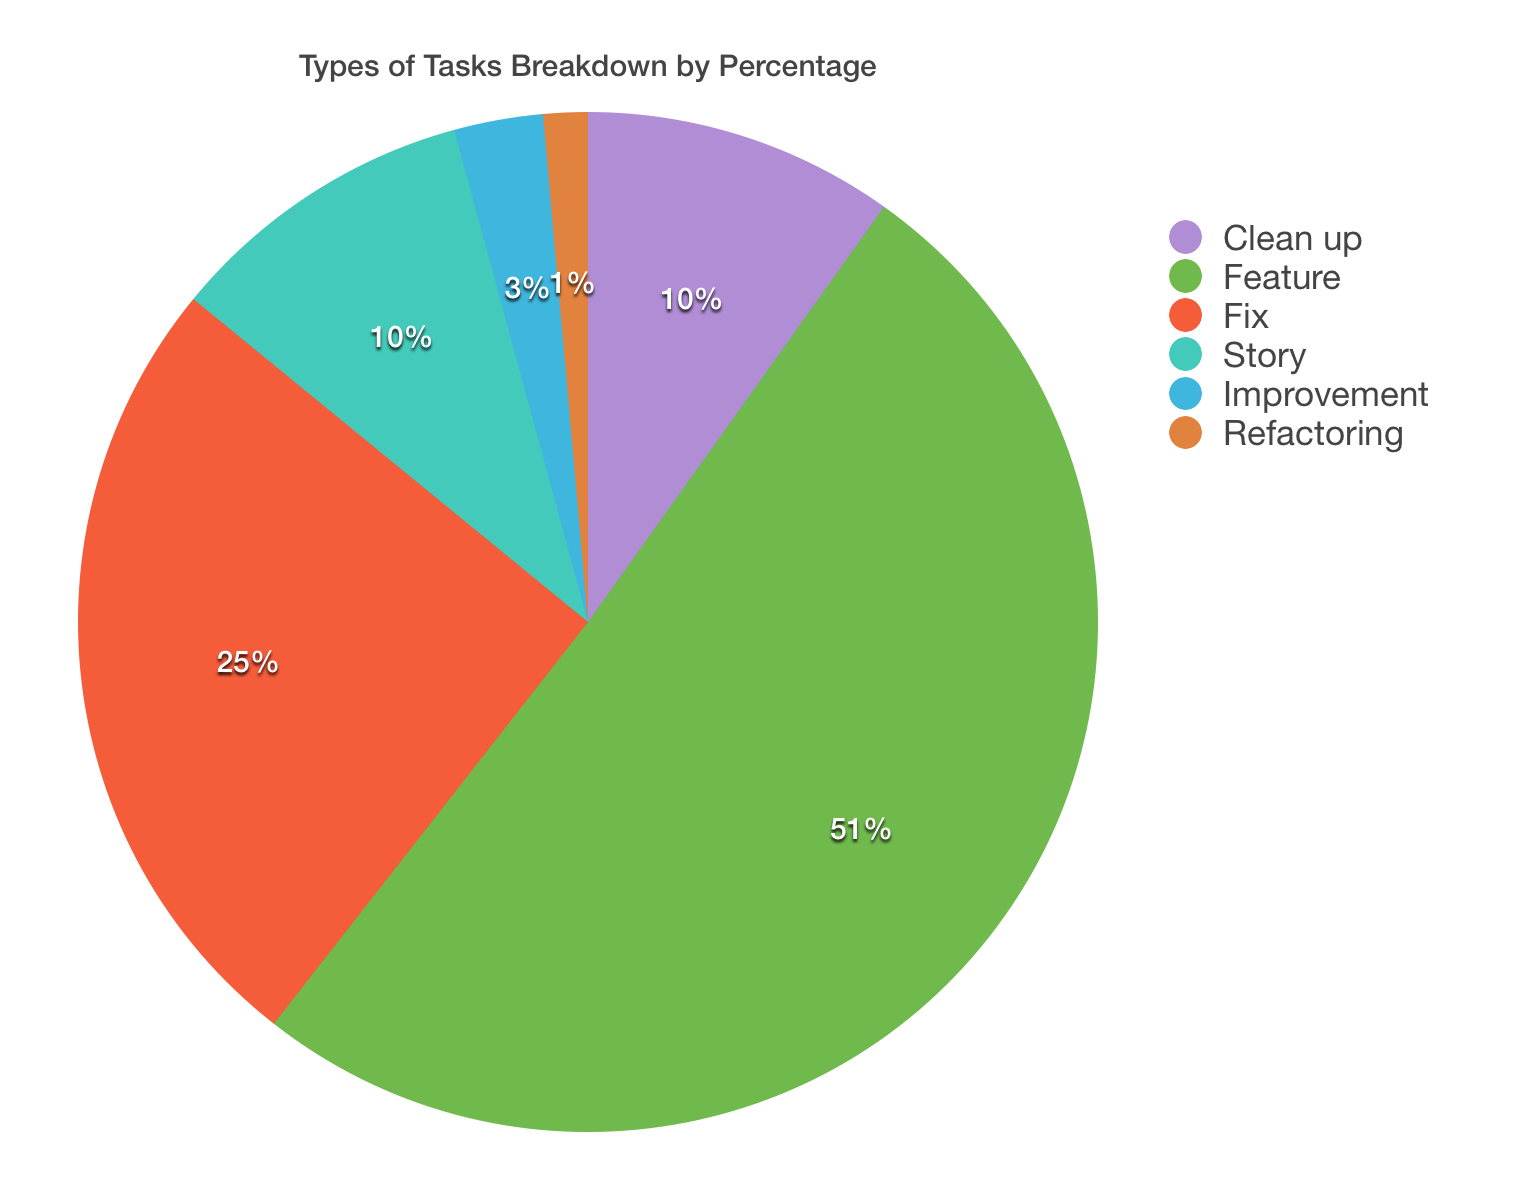 Types of Tasks Breakdown by Percentage
3%
1%
10%
10%
25%
51%
Clean up
Feature
Fix
Story
Improvement
Refactoring